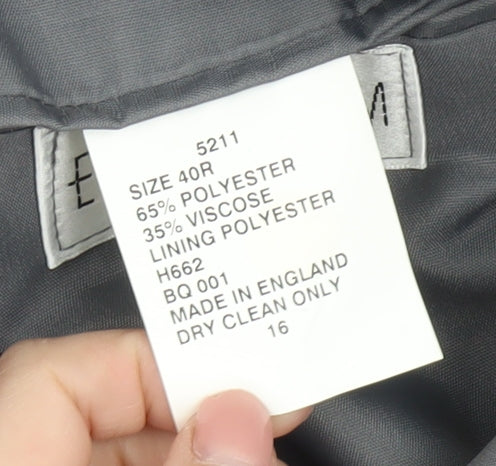 5211
SIZE 40R
65% POLYESTER
35% VISCOSE
LINING POLYESTER
H662
BQ 001
MADE IN ENGLAND
DRY CLEAN ONLY
16